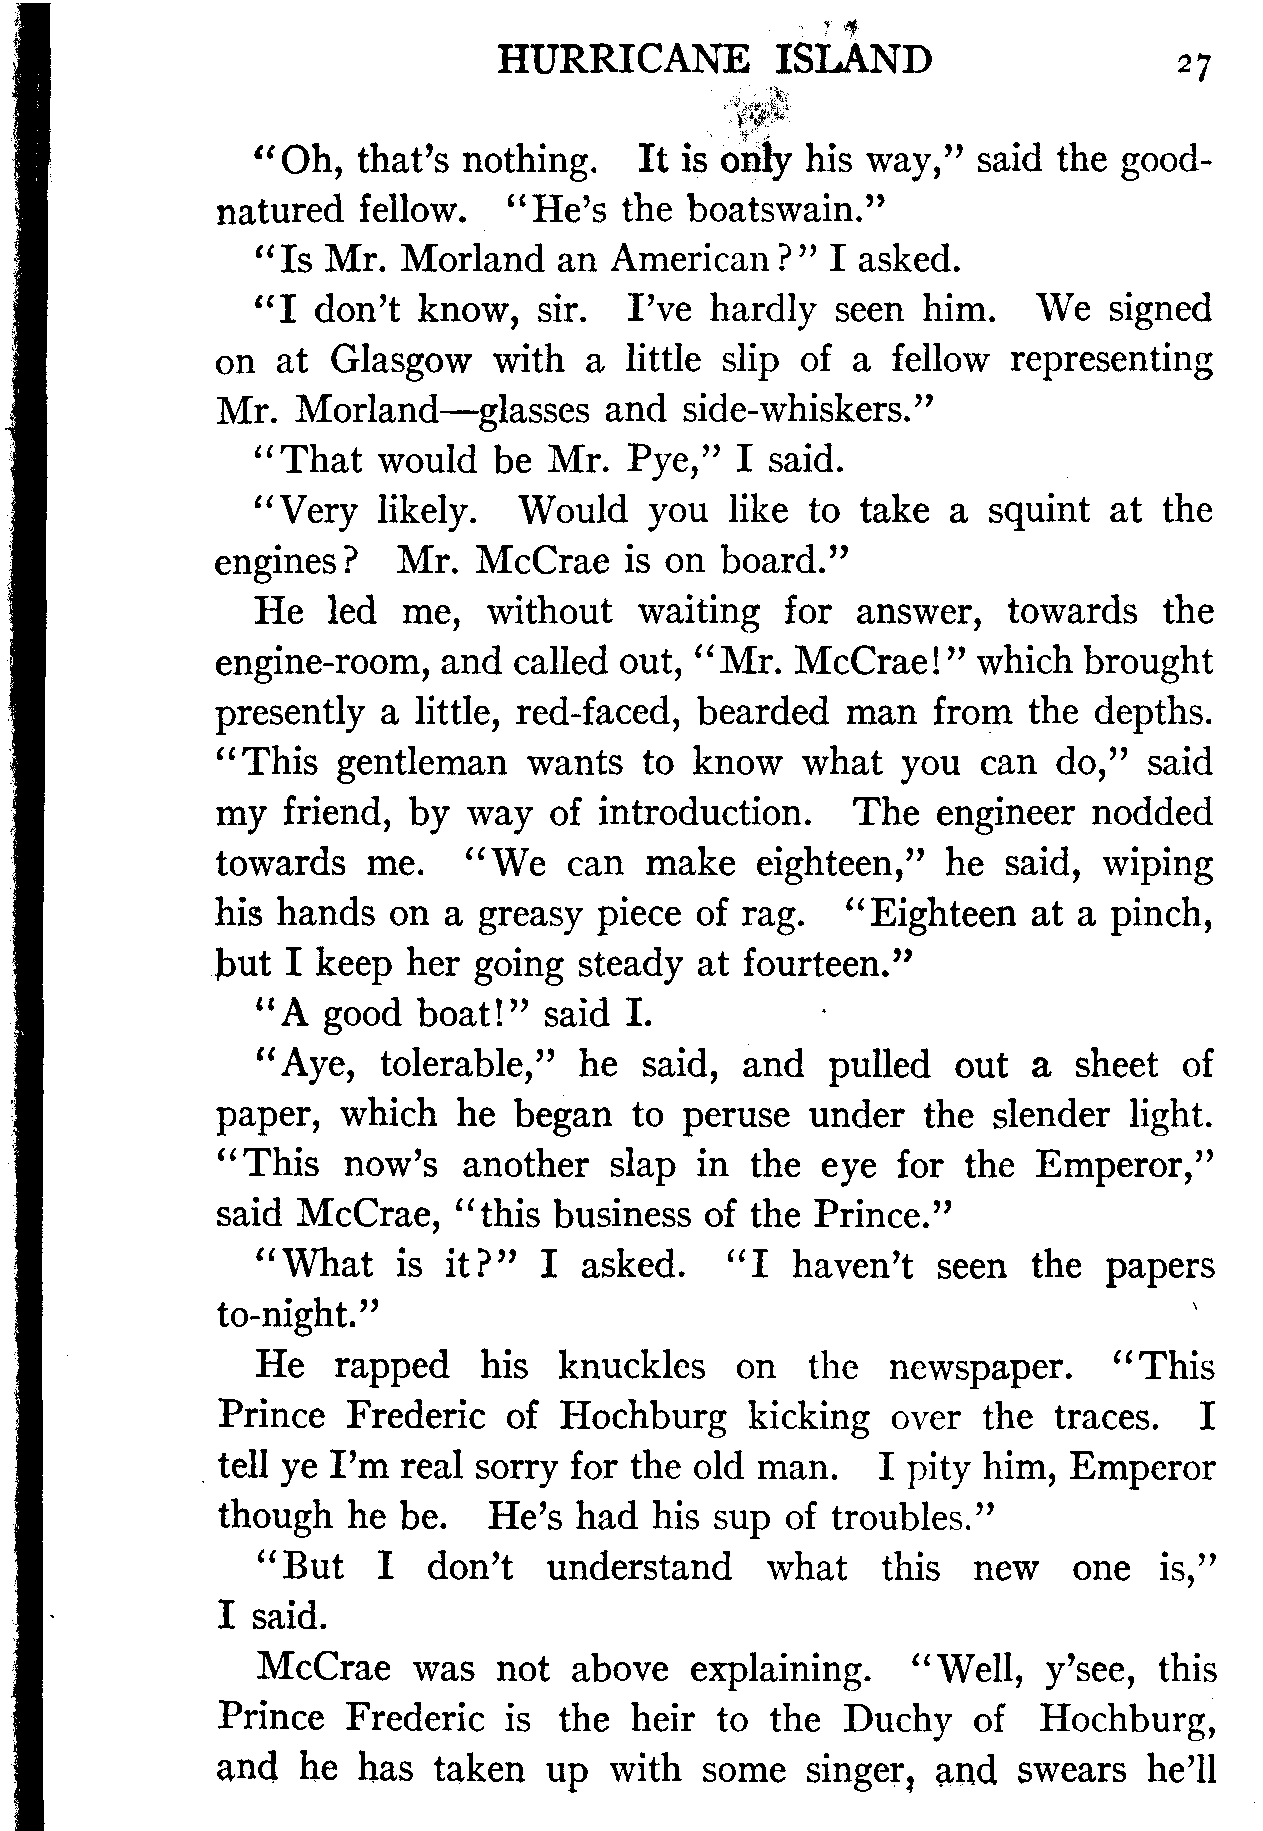 HURRICANE ISLAND 27
“Oh, that’s nothing. It is only his way,” said the good-
natured fellow. “He’s the boatswain.”
“Is Mr. Morland an American?” I asked.
“I don’t know, sir. I’ve hardly seen him. We signed
on at Glasgow with a little slip of a fellow representing
Mr. Morland—glasses and side-whiskers.”
“That would be Mr. Pye,” I said.
“Very likely. Would you like to take a squint at the
engines? Mr. McCrae is on board.”
He led me, without waiting for answer, towards the
engine-room, and called out, “Mr. McCrae!” which brought
presently a little, red-faced, bearded man from the depths.
“This gentleman wants to know what you can do,” said
my friend, by way of introduction. The engineer nodded
towards me. “We can make eighteen,” he said, wiping
his hands on a greasy piece of rag. “Eighteen at a pinch,
but I keep her going steady at fourteen.”
“A good boat!” said I.
“Aye, tolerable,” he said, and pulled out a sheet of
paper, which he began to peruse under the slender light.
“This now’s another slap in the eye for the Emperor,”
said McCrae, “this business of the Prince.”
“What is it?” I asked. “I haven’t seen the papers
to-night.”
He rapped his knuckles on the newspaper. “This
Prince Frederic of Hochburg kicking over the traces. I
tell ye I’m real sorry for the old man. I pity him, Emperor
though he be. He’s had his sup of troubles.”
“But I don’t understand what this new one is,”
I said.
McCrae was not above explaining. “Well, y’see, this
Prince Frederic is the heir to the Duchy of Hochburg,
and he has taken up with some singer, and swears he’ll